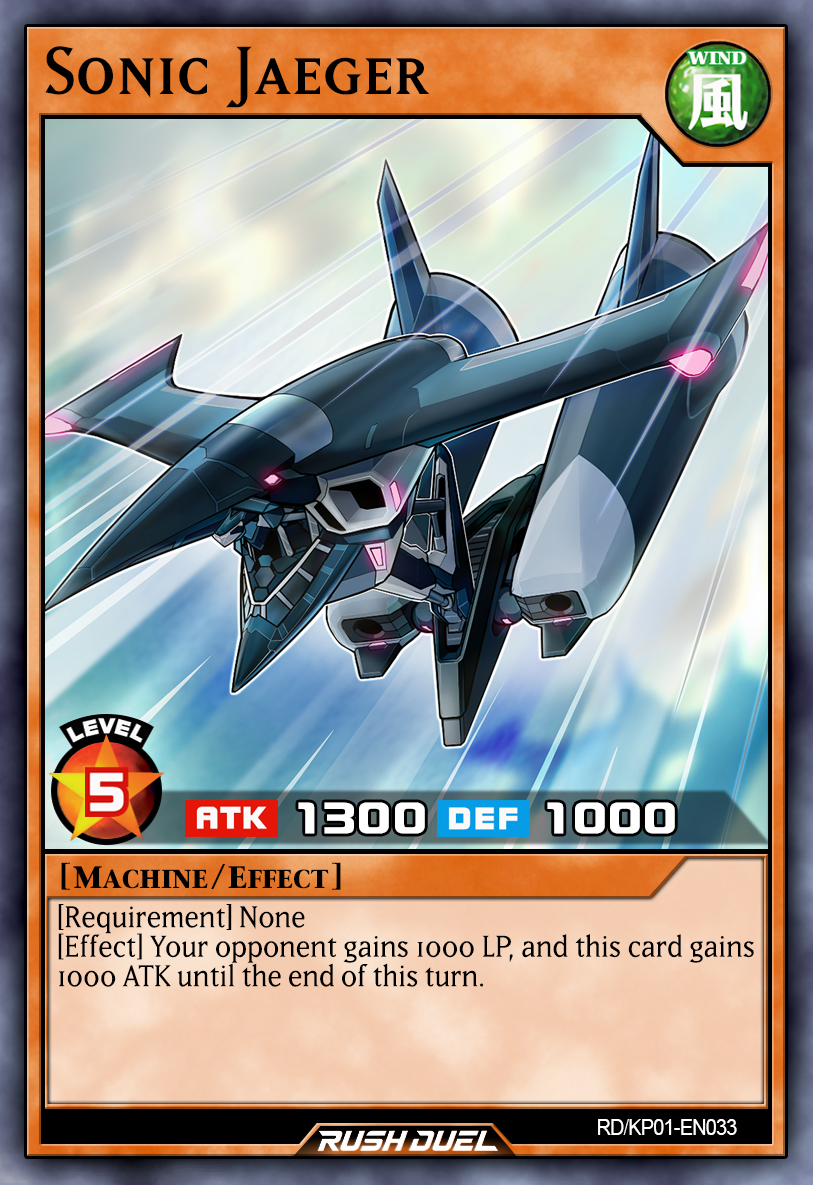 Sonic Jaeger
WIND
風
LEVEL
5
ATK 1300 DEF 1000
[Machine/Effect]
[Requirement] None
[Effect] Your opponent gains 1000 LP, and this card gains
1000 ATK until the end of this turn.
RD/KP01-EN033
RUSH DUEL